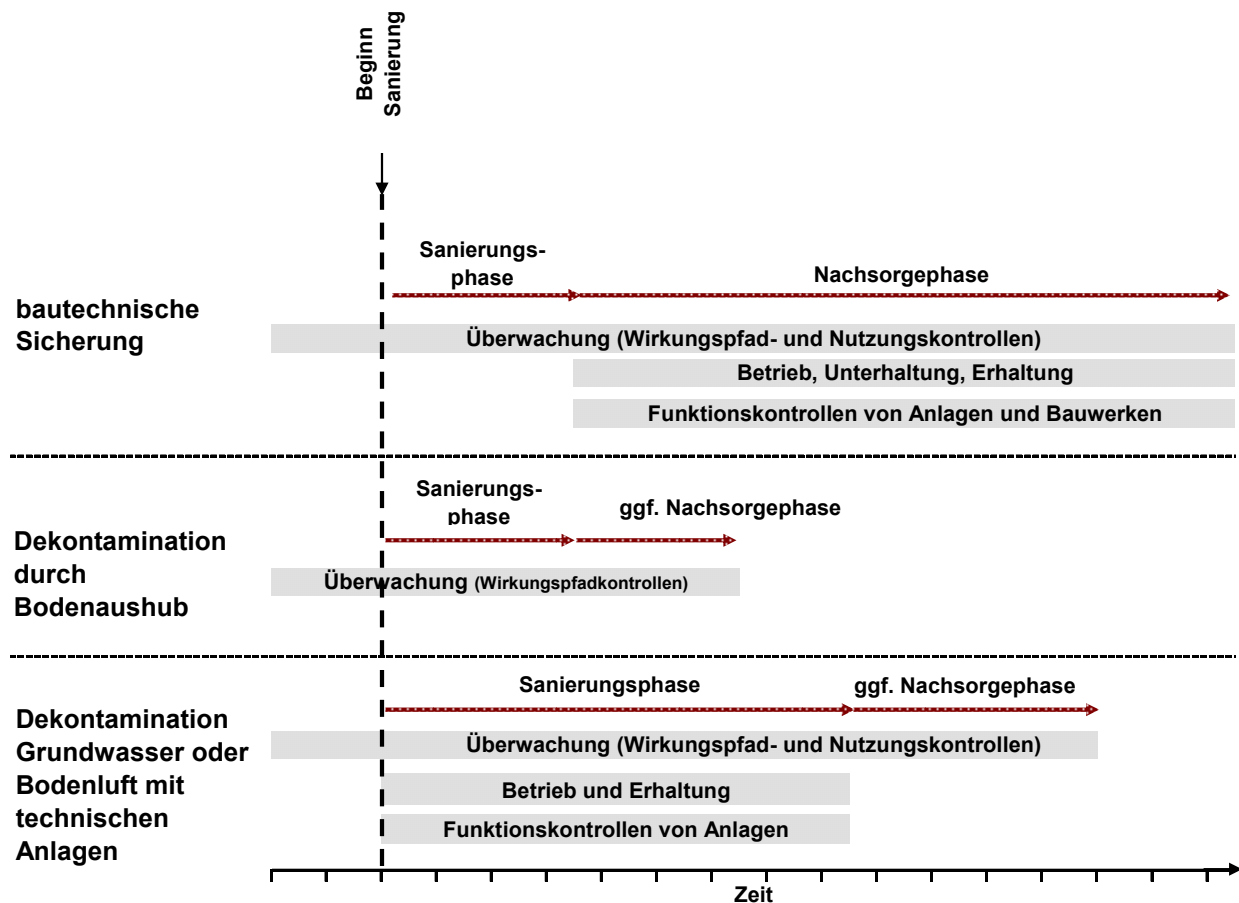 Beginn
Sanierung
Sanierungs-
phase
Nachsorgephase
bautechnische
Sicherung
Überwachung (Wirkungspfad- und Nutzungskontrollen)
Betrieb, Unterhaltung, Erhaltung
Funktionskontrollen von Anlagen und Bauwerken
Sanierungs-
phase
ggf. Nachsorgephase
Dekontamination
durch
Bodenaushub
Überwachung (Wirkungspfadkontrollen)
Sanierungsphase
ggf. Nachsorgephase
Dekontamination
Grundwasser oder
Bodenluft mit
technischen
Anlagen
Überwachung (Wirkungspfad- und Nutzungskontrollen)
Betrieb und Erhaltung
Funktionskontrollen von Anlagen
Zeit